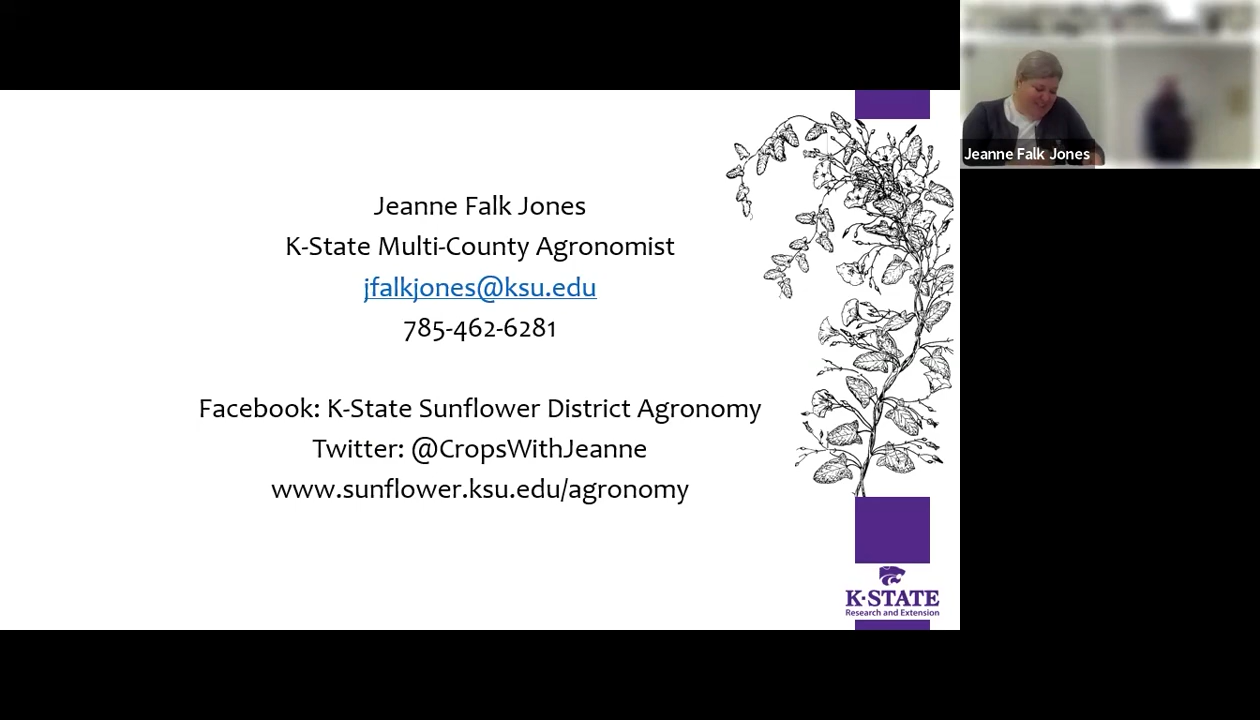 Jeanne Falk Jones
K-State Multi-County Agronomist
jfalkjones@ksu.edu
785-462-6281
Facebook: K-State Sunflower District Agronomy
Twitter: @CropsWithJeanne
www.sunflower.ksu.edu/agronomy
K-STATE
Research and Extension
Jeanne Falk Jones